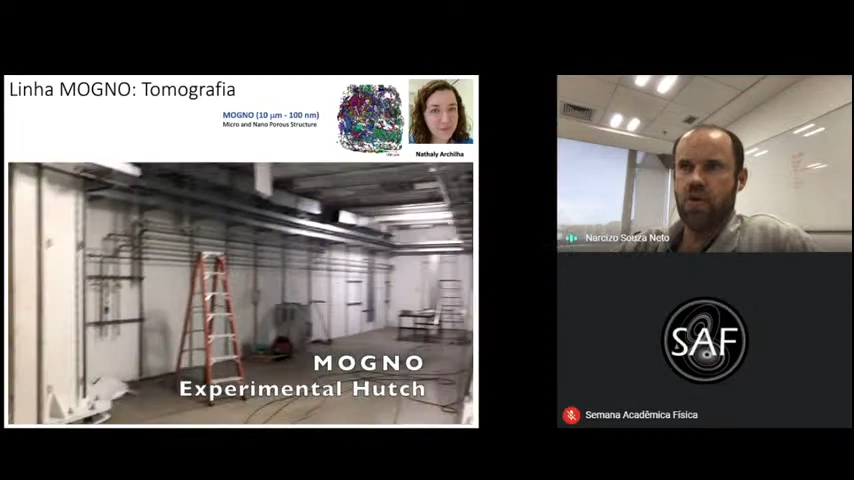 Linha MOGNO: Tomografia
MOGNO (10 µm - 100 nm)
Micro and Nano Porous Structure
Nathaly Archilha
MOGNO
Experimental Hutch
Narcizo Souza Neto
SAF
Semana Acadêmica Física